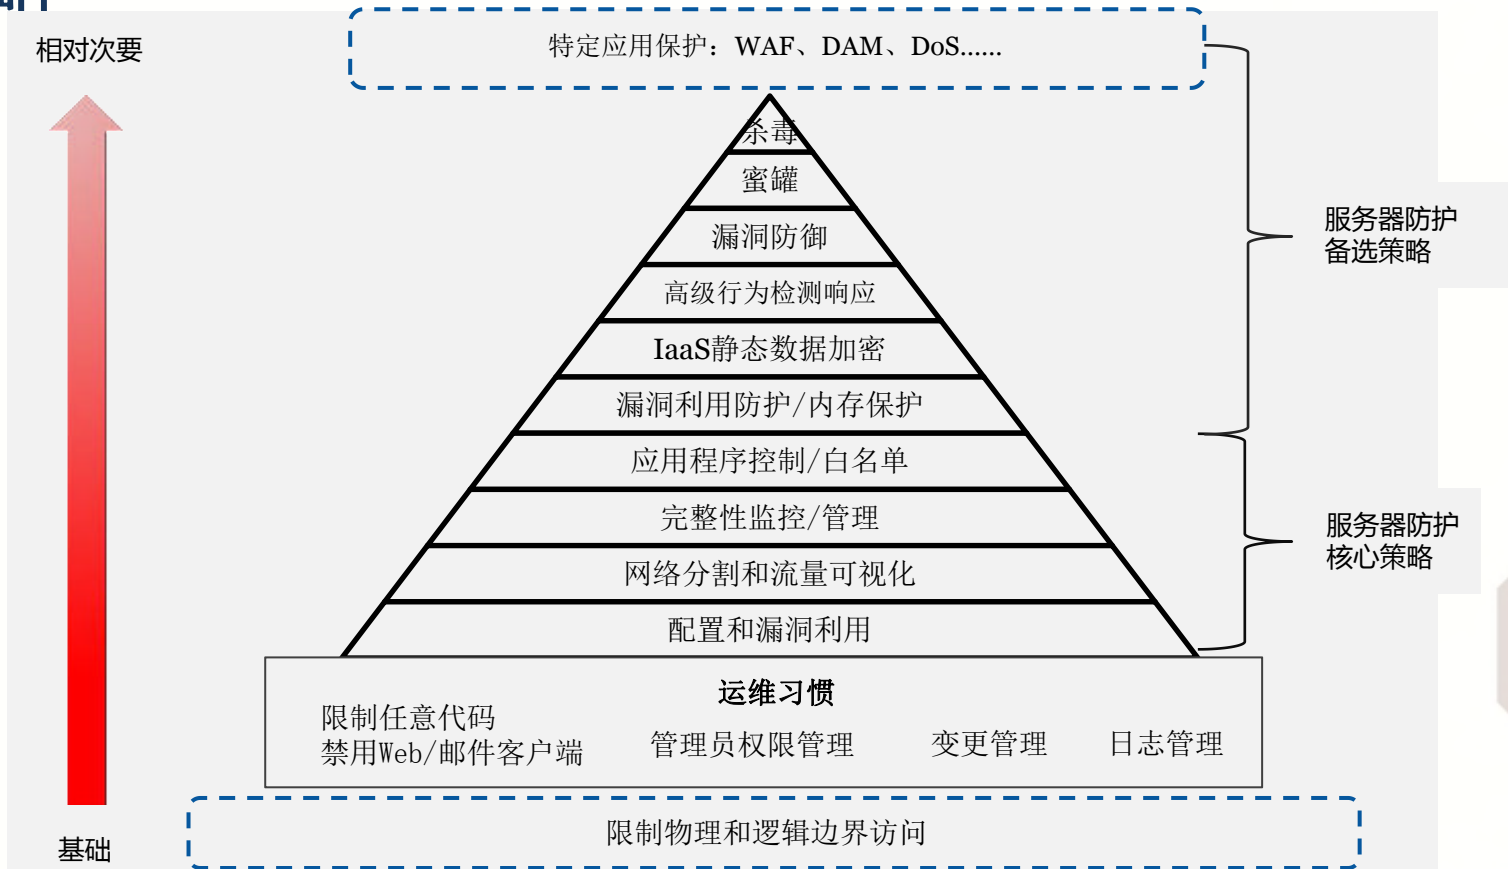 相对次要
特定应用保护：WAF、DAM、DoS……
杀毒
蜜罐
漏洞防御
高级行为检测响应
IaaS静态数据加密
漏洞利用防护/内存保护
应用程序控制/白名单
完整性监控/管理
网络分割和流量可视化
配置和漏洞利用
服务器防护
备选策略
服务器防护
核心策略
运维习惯
限制任意代码
禁用Web/邮件客户端
管理员权限管理
变更管理
日志管理
限制物理和逻辑边界访问
基础